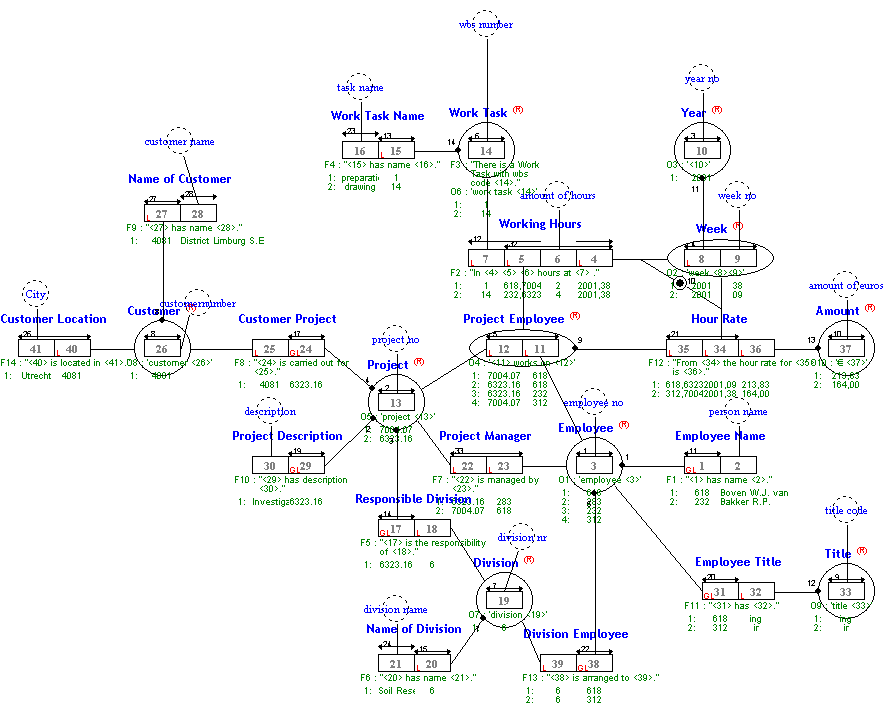 wbs number
year no
task name
Work Task Name
Work Task (R)
Year (R)
23
13
16
15
L
14
6
14
3
10
F4 : "<15> has name <16>."
1: preparati 1
2: drawing 14
F3 : "There is a Work
Task with wbs
code <14>."
O6 : 'work task <14>'
1: 1
2: 14
O3 : '<10>'
1: 2001
11
customer name
Name of Customer
27
28
27
28
L
F9 : "<27> has name <28>."
1: 4081 District Limburg S.E
amount of hours
week no
Working Hours
Week (R)
12
7
5
6
4
8
9
F2 : "In <4> <5> <6> hours at <7> ."
1: 1 618,7004 2 2001,38
2: 14 232,6323 4 2001,38
O2 : 'week <8><9>'
1: 2001 38
2: 2001 09
10
City
customer number
amount of euros
Customer Location
Customer (R)
Customer Project
project no
Project Employee (R)
Hour Rate
Amount (R)
26
41
40
8
26
17
25
24
12
11
9
21
35
34
36
13
10
37
F14 : "<40> is located in <41>."
1: Utrecht 4081
O8 : 'customer <26>'
1: 4081
F8 : "<24> is carried out for
<25>."
1: 4081 6323.16
O4 : "<11> works on <12>"
1: 7004.07 618
2: 6323.16 618
3: 6323.16 232
4: 7004.07 312
F12 : "From <34> the hour rate for <35>
is <36>."
1: 618,63232001,09 213,83
2: 312,70042001,38 164,00
O10 : '€ <37>'
1: 213,83
2: 164,00
Project (R)
2
13
O5 : 'project <13>'
1: 7004.07
2: 6323.16
description
employee no
person name
Project Description
Project Manager
Employee (R)
Employee Name
19
30
29
GL
33
22
23
1
3
1
11
1
2
GL
F10 : "<29> has description
<30>."
1: Investiga6323.16
F7 : "<22> is managed by
<23>."
1: 6323.16 283
2: 7004.07 618
O1 : 'employee <3>'
1: 618
2: 283
3: 232
4: 312
F1 : "<1> has name <2>."
1: 618 Boven W.J. van
2: 232 Bakker R.P.
Responsible Division
14
17
18
GL
F5 : "<17> is the responsibility
of <18>."
1: 6323.16 6
title code
division nr
Division (R)
Employee Title
Title (R)
7
19
20
31
32
GL
12
9
33
O7 : 'division <19>'
1: 6
F11 : "<31> has <32>."
1: 618 ing
2: 312 ir
O9 : 'title <33>'
1: ing
2: ir
division name
Name of Division
Division Employee
24
15
21
20
L
22
39
38
L
GL
F6 : "<20> has name <21>."
1: Soil Rese 6
F13 : "<38> is arranged to <39>."
1: 6 618
2: 6 312